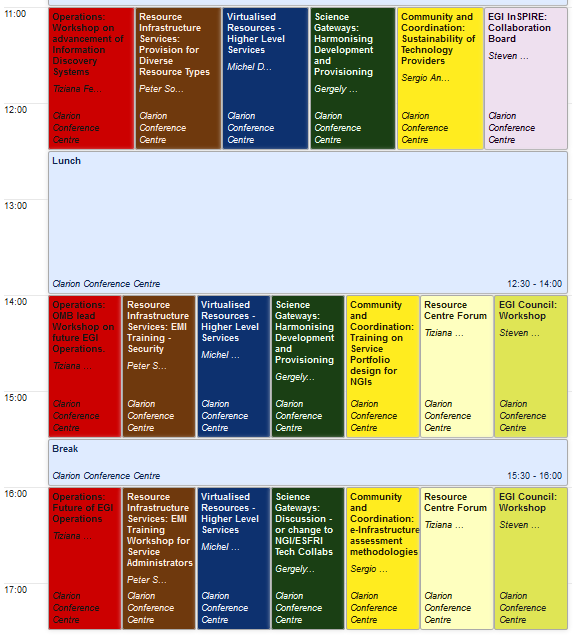 11:00
Operations:
Workshop on
advancement of
Information
Discovery
Systems
Tiziana Fe...
Clarion
Conference
Centre
Resource
Infrastructure
Services:
Provision for
Diverse
Resource Types
Peter So...
Clarion
Conference
Centre
Virtualised
Resources -
Higher Level
Services
Michel D...
Clarion
Conference
Centre
Science
Gateways:
Harmonising
Development
and
Provisioning
Gergely ...
Clarion
Conference
Centre
Community and
Coordination:
Sustainability of
Technology
Providers
Sergio An...
Clarion
Conference
Centre
EGI InSPIRE:
Collaboration
Board
Steven ...
Clarion
Conference
Centre
12:00
Lunch
13:00
Clarion Conference Centre
12:30 - 14:00
14:00
Operations:
OMB lead
Workshop on
future EGI
Operations
Tiziana ...
Clarion
Conference
Centre
Resource
Infrastructure
Services: EMI
Training -
Security
Peter S...
Clarion
Conference
Centre
Virtualised
Resources -
Higher Level
Services
Michel ...
Clarion
Conference
Centre
Science
Gateways:
Harmonising
Development
and
Provisioning
Gergely...
Clarion
Conference
Centre
Community
and
Coordination:
Training on
Service
Portfolio
design for
NGIs
Clarion
Conference
Centre
Resource
Centre Forum
Tiziana ...
Clarion
Conference
Centre
EGI Council:
Workshop
Steven ...
Clarion
Conference
Centre
15:00
Break
Clarion Conference Centre
15:30 - 16:00
16:00
Operations:
Future of EGI
Operations
Tiziana ...
Clarion
Conference
Centre
Resource
Infrastructure
Services: EMI
Training
Workshop for
Service
Administrators
Peter S...
Clarion
Conference
Centre
Virtualised
Resources -
Higher Level
Services
Michel ...
Clarion
Conference
Centre
Science
Gateways:
Discussion -
or change to
NGI/ESFRI
Tech Collabs
Gergely...
Clarion
Conference
Centre
Community
and
Coordination:
e-Infrastructure
assessment
methodologies
Sergio ...
Clarion
Conference
Centre
Resource
Centre Forum
Tiziana ...
Clarion
Conference
Centre
EGI Council:
Workshop
Steven ...
Clarion
Conference
Centre
17:00